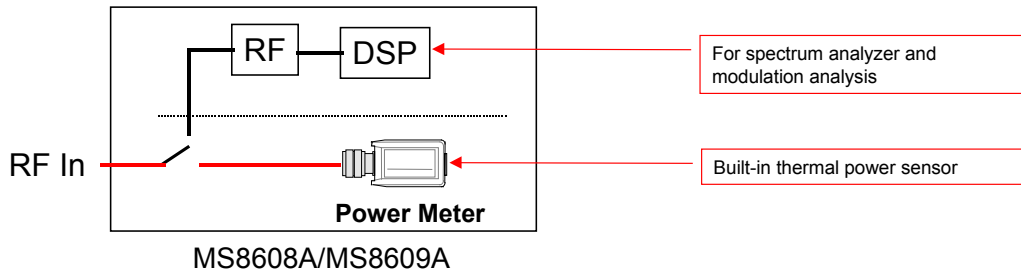 RF
DSP
For spectrum analyzer and
modulation analysis
RF In
Built-in thermal power sensor
Power Meter
MS8608A/MS8609A